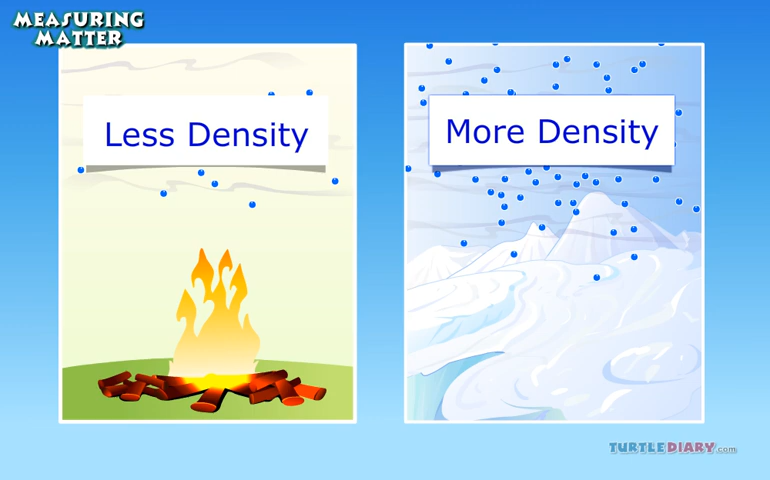 MEASURING
MATTER
Less Density
More Density
TURTLEDIARY.com